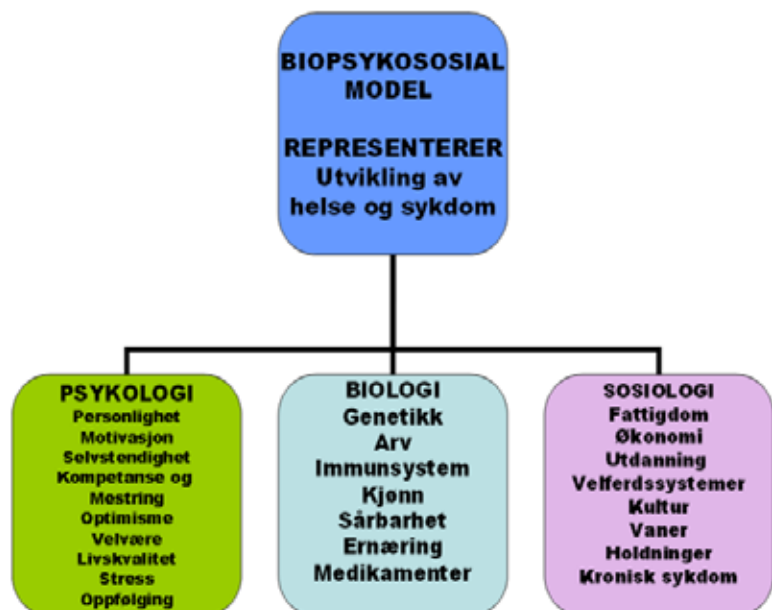 BIOPSYKOSOSIAL
MODEL
REPRESENTERER
Utvikling av
helse og sykdom
PSYKOLOGI
Personlighet
Motivasjon
Selvstendighet
Kompetanse og
Mestring
Optimisme
Velvære
Livskvalitet
Stress
Oppfølging
BIOLOGI
Genetikk
Arv
Immunsystem
Kjønn
Sårbarhet
Ernæring
Medikamenter
SOSIOLOGI
Fattigdom
Økonomi
Utdanning
Velferdssystemer
Kultur
Vaner
Holdninger
Kronisk sykdom